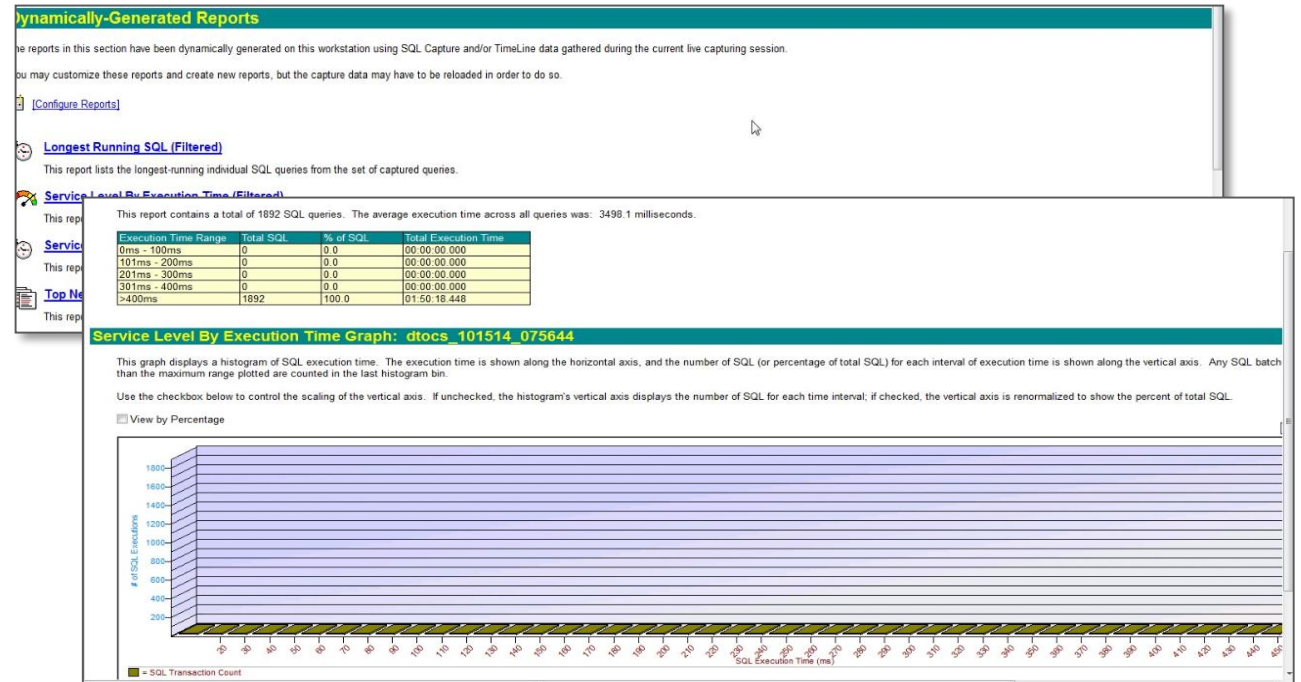 ynamically-Generated Reports
he reports in this section have been dynamically generated on this workstation using SQL Capture and/or TimeLine data gathered during the current live capturing session.
ou may customize these reports and create new reports, but the capture data may have to be reloaded in order to do so.
[Configure Reports]
Longest Running SQL (Filtered)
This report lists the longest-running individual SQL queries from the set of captured queries.
Service Level By Execution Time (Filtered)
This rep
Servic
This rep
Top Ne
This rep
This report contains a total of 1892 SQL queries. The average execution time across all queries was: 3498.1 milliseconds.
Execution Time Range Total SQL % of SQL Total Execution Time
0ms - 100ms 0 0.0 00:00:00.000
101ms - 200ms 0 0.0 00:00:00.000
201ms - 300ms 0 0.0 00:00:00.000
301ms - 400ms 0 0.0 00:00:00.000
>400ms 1892 100.0 01:50:18.448
Service Level By Execution Time Graph: dtocs_101514_075644
This graph displays a histogram of SQL execution time. The execution time is shown along the horizontal axis, and the number of SQL (or percentage of total SQL) for each interval of execution time is shown along the vertical axis. Any SQL batch
than the maximum range plotted are counted in the last histogram bin.
Use the checkbox below to control the scaling of the vertical axis. If unchecked, the histogram's vertical axis displays the number of SQL for each time interval; if checked, the vertical axis is renormalized to show the percent of total SQL.
View by Percentage
1800
1600
1400
1200
1000
800
600
400
200
# of SQL Executions
20 30 40 50 60 70 80 90 100 110 120 130 140 150 160 170 180 190 200 210 220 230 240 250 260 270 280 290 300 310 320 330 340 350 360 370 380 390 400 410 420 430 440 450
SQL Execution Time (ms)
= SQL Transaction Count